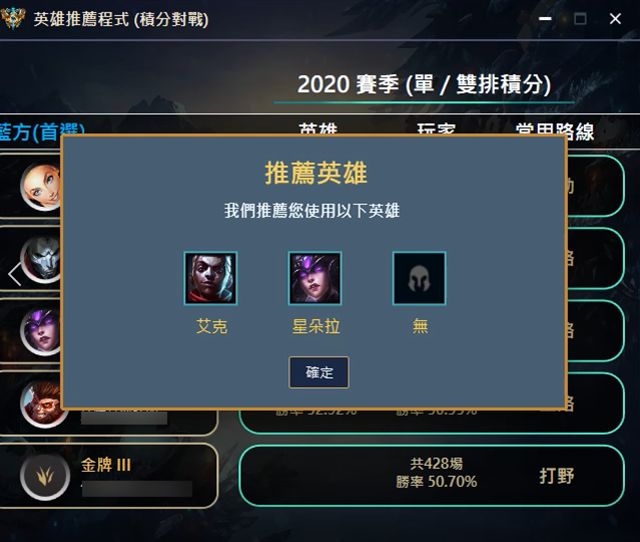 英雄推薦程式 (積分對戰)
2020 賽季 (單 / 雙排積分)
藍方(首選) 英雄 玩家 常用路線
推薦英雄
我們推薦您使用以下英雄
艾克 星朵拉 無
確定
金牌 III
共428場
勝率 50.70%
打野